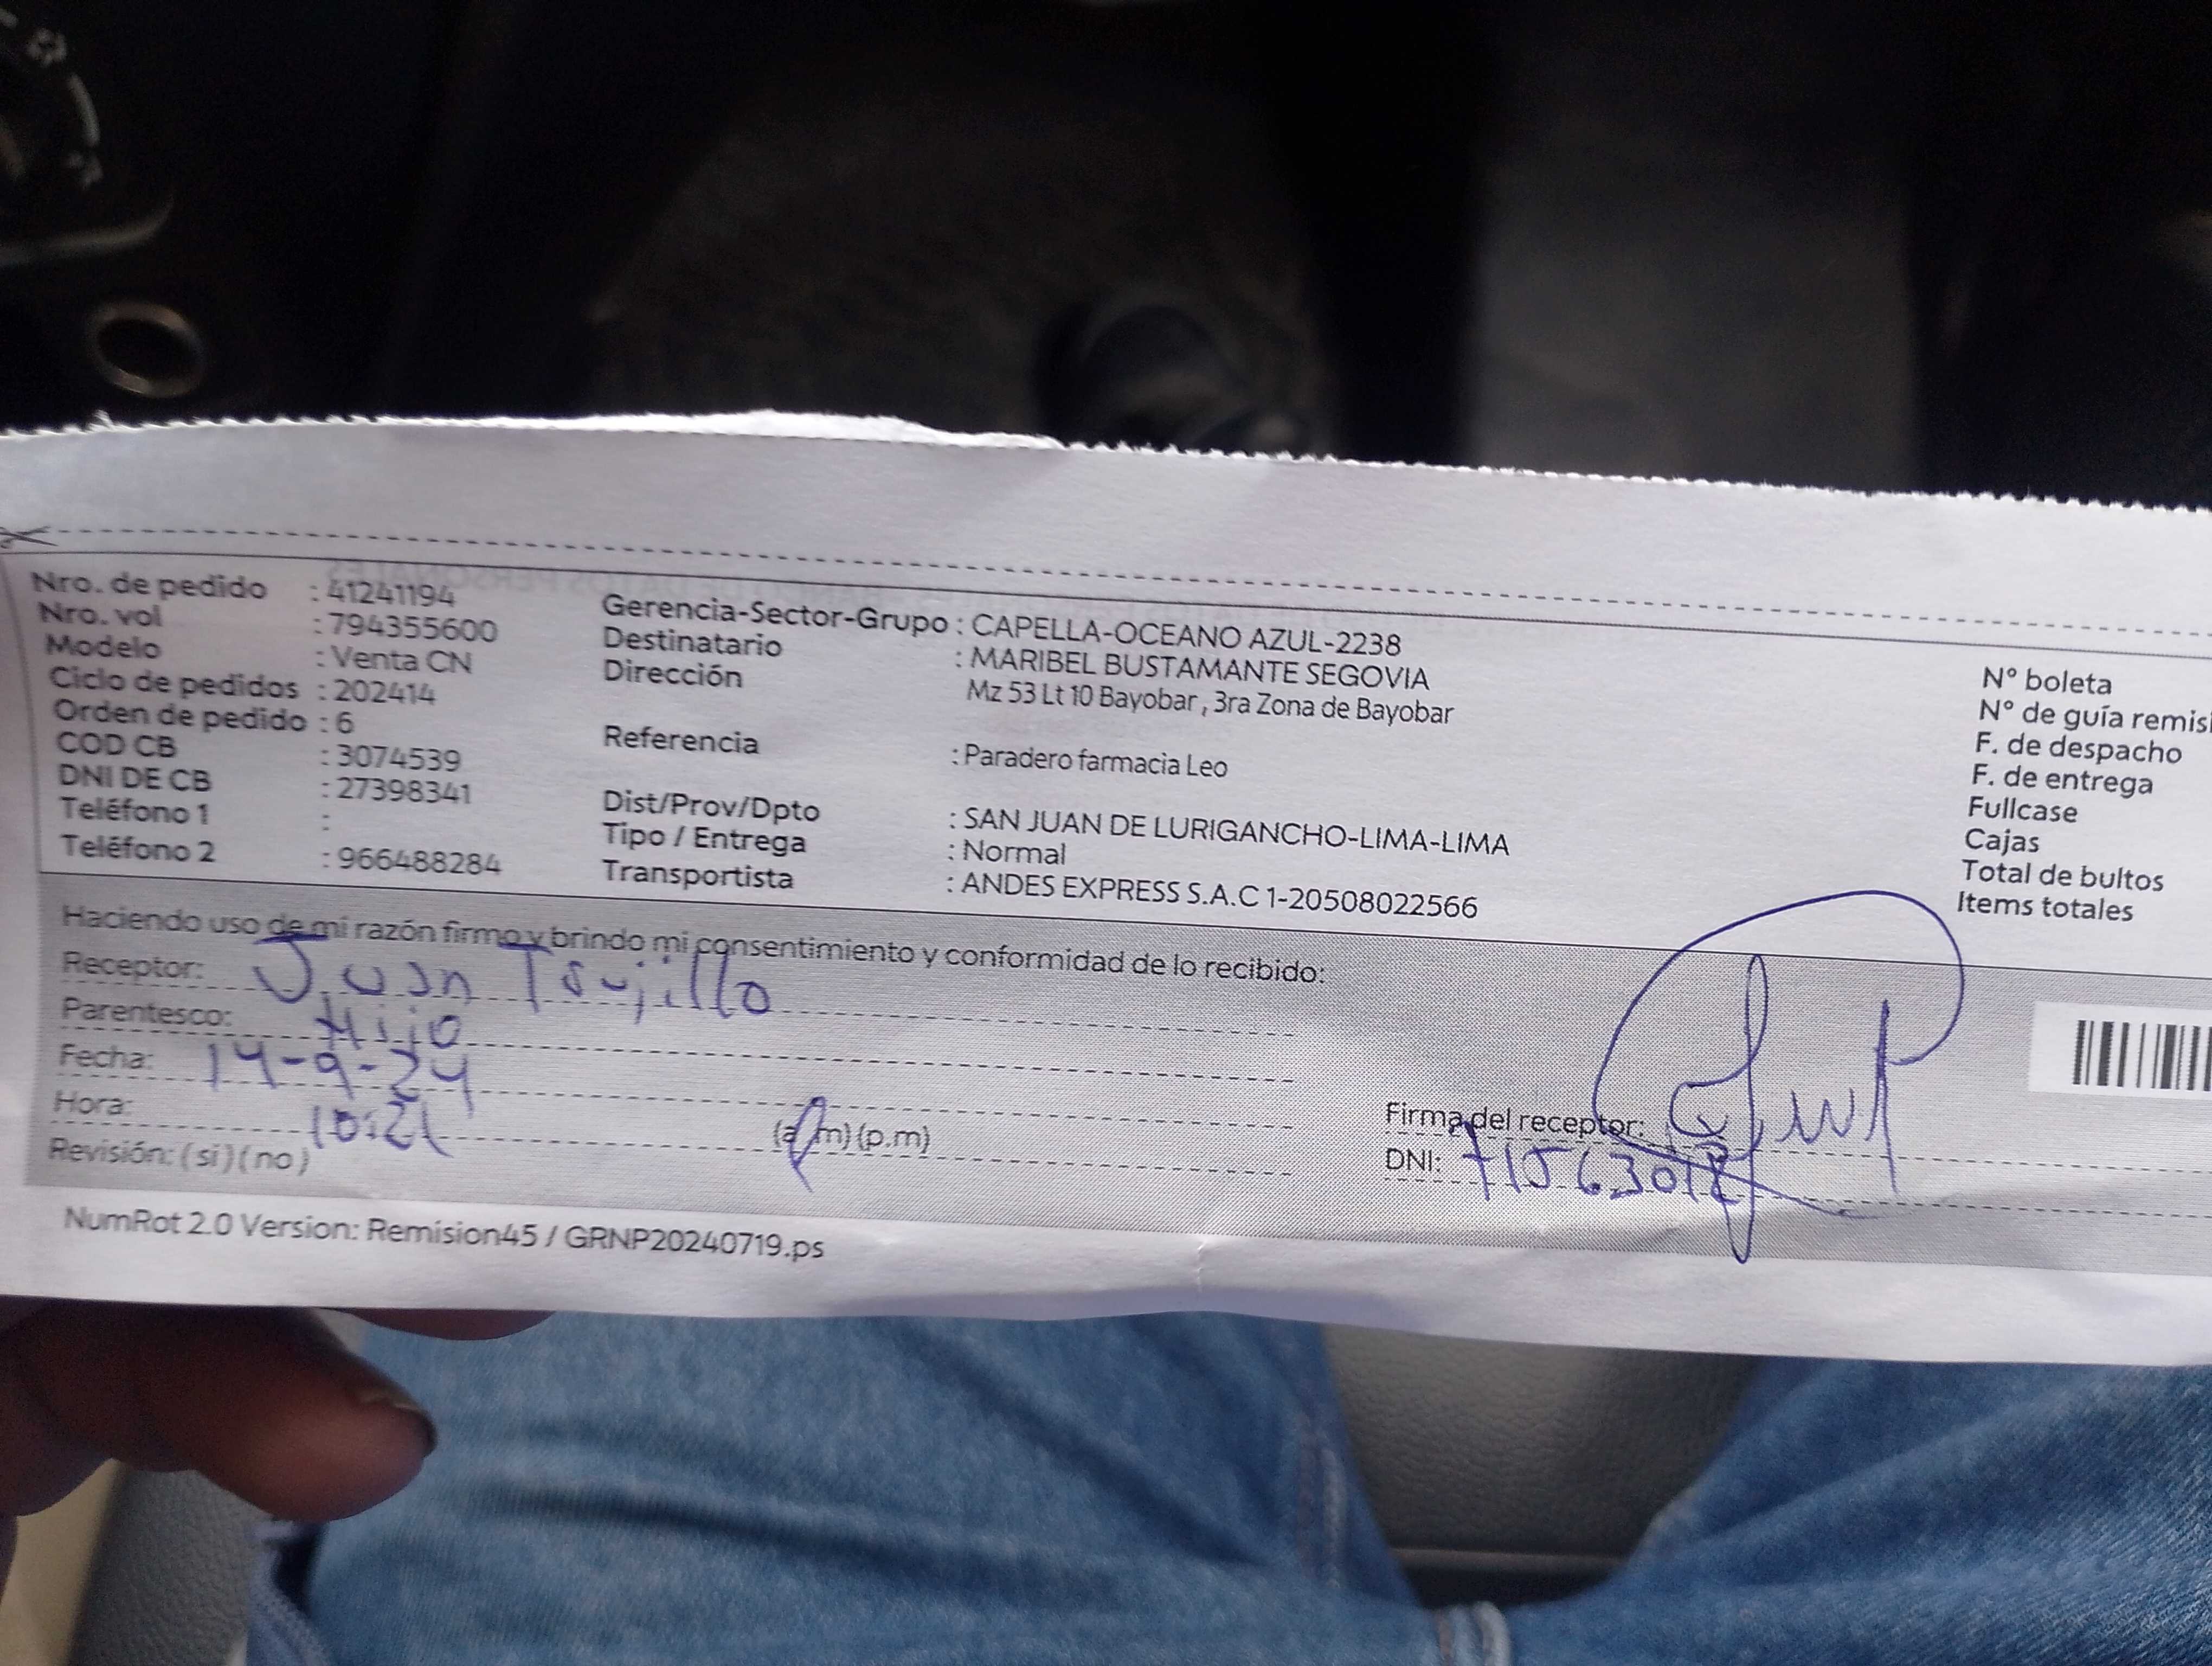 Nro. de pedido : 41241194
Nro. vol : 794355600
Modelo : Venta CN
Ciclo de pedidos : 202414
Orden de pedido : 6
COD CB : 3074539
DNI DE CB : 27398341
Teléfono 1 :
Teléfono 2 : 966488284
Gerencia-Sector-Grupo : CAPELLA-OCEANO AZUL-2238
Destinatario : MARIBEL BUSTAMANTE SEGOVIA
Dirección Mz 53 Lt 10 Bayobar , 3ra Zona de Bayobar
Referencia : Paradero farmacia Leo
Dist/Prov/Dpto : SAN JUAN DE LURIGANCHO-LIMA-LIMA
Tipo / Entrega : Normal
Transportista : ANDES EXPRESS S.A.C 1-20508022566
N° boleta
N° de guía remisi
F. de despacho
F. de entrega
Fullcase
Cajas
Total de bultos
Items totales
Haciendo uso de mi razón firmo y brindo mi consentimiento y conformidad de lo recibido:
Receptor: Juan Trujillo
Parentesco: Hijo
Fecha: 14-9-24
Hora: 10:21 (a.m) (p.m)
Revisión: (si) (no)
Firma del receptor:
DNI:
NumRot 2.0 Version: Remision45 / GRNP20240719.ps